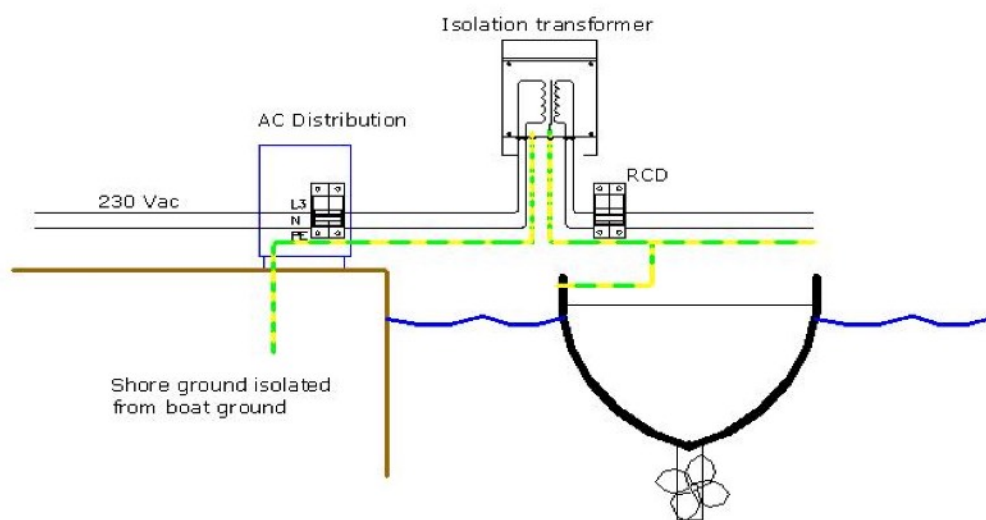 Isolation transformer
AC Distribution
RCD
230 Vac
L3
N
PE
Shore ground isolated
from boat ground